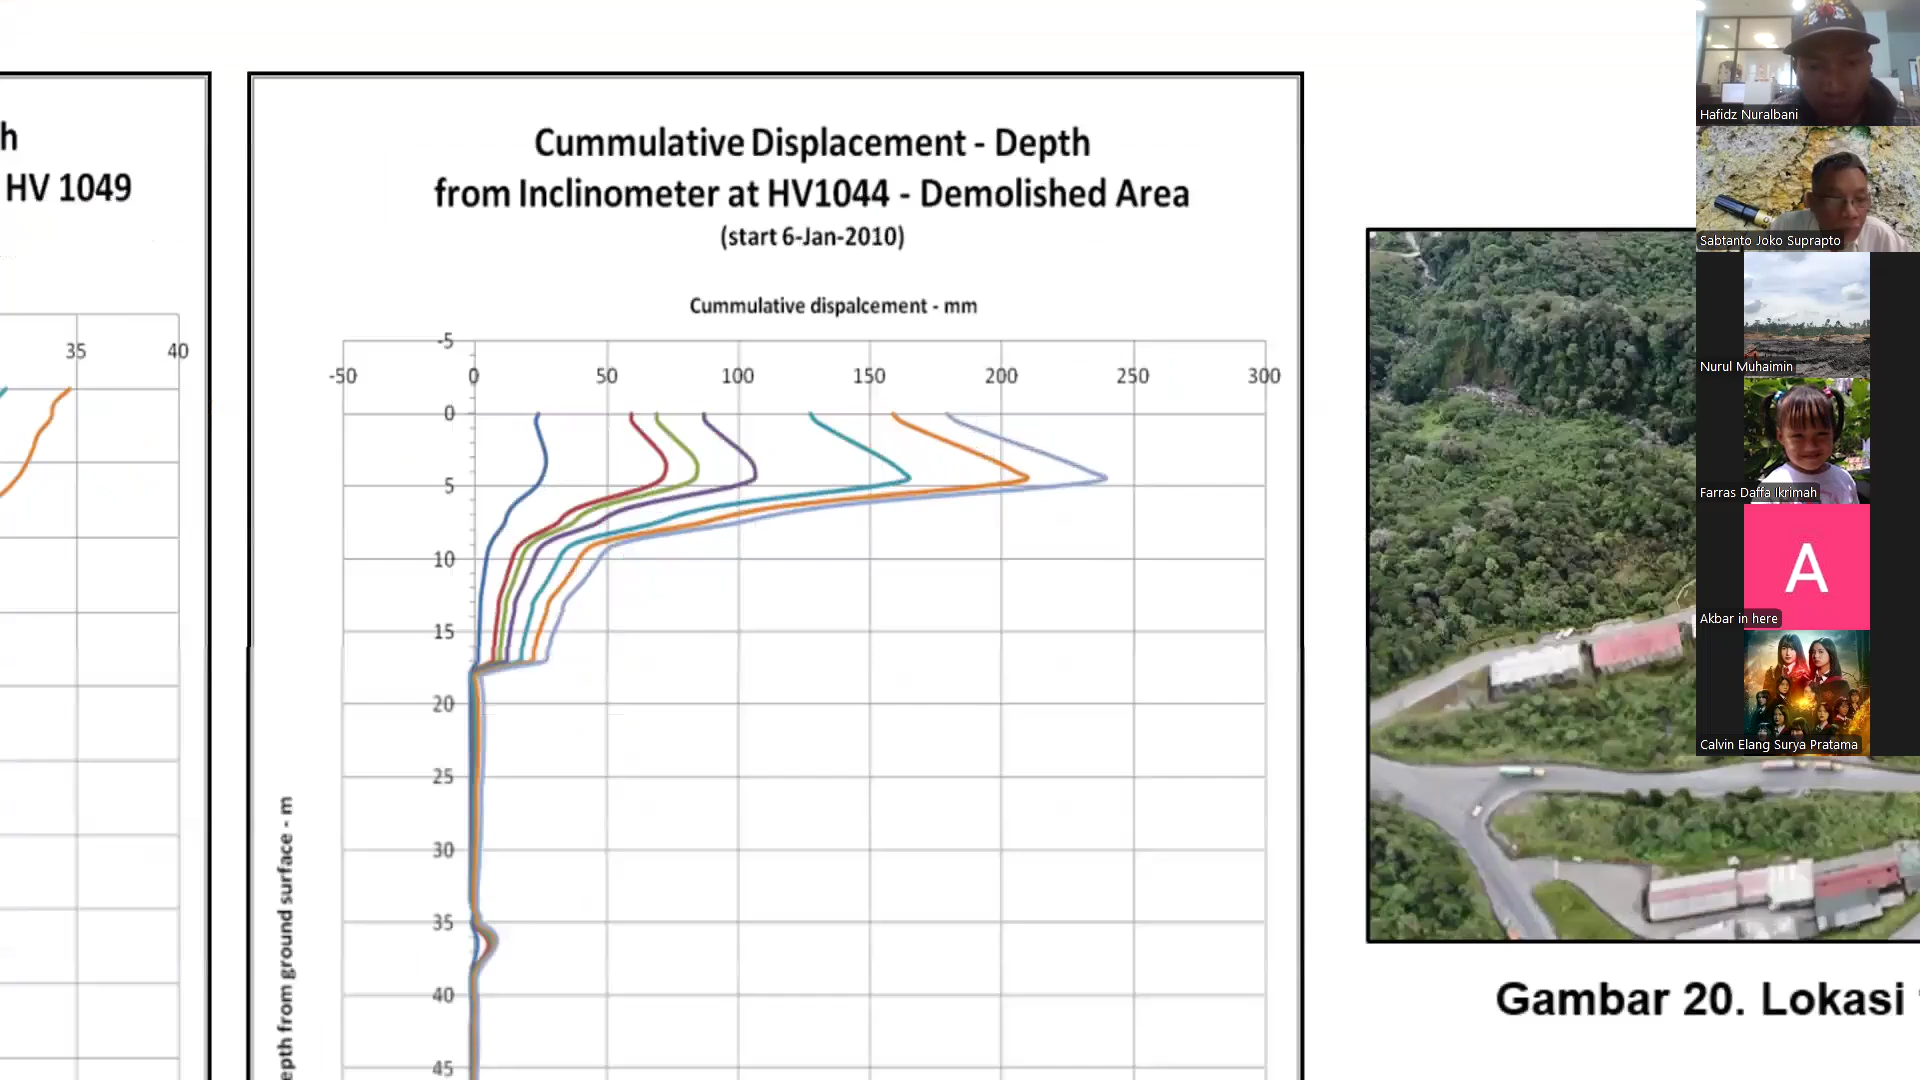 h
HV 1049
35
40
Cummulative Displacement - Depth
from Inclinometer at HV1044 - Demolished Area
(start 6-Jan-2010)
Cummulative dispalcement - mm
-5
-50
0
50
100
150
200
250
300
0
5
10
15
20
25
30
35
40
45
epth from ground surface - m
Gambar 20. Lokasi
Hafidz Nuralbani
Sabtanto Joko Suprapto
Nurul Muhaimin
Farras Daffa Ikrimah
A
Akbar in here
Calvin Elang Surya Pratama